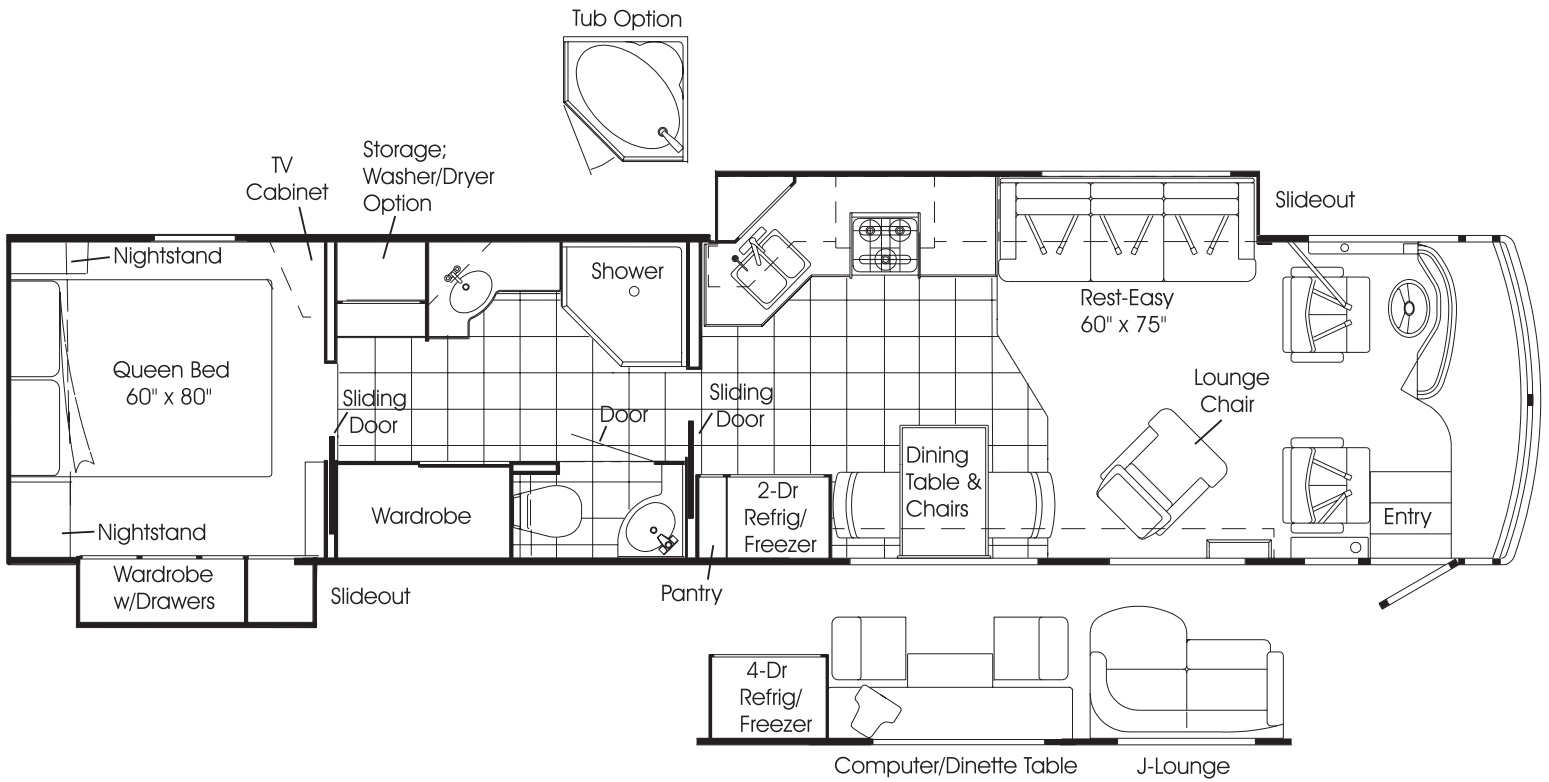 Tub Option
Storage;
Washer/Dryer
Option
TV
Cabinet
Slideout
Nightstand
Shower
Rest-Easy
60" x 75"
Queen Bed
60" x 80"
Sliding
Door
Door
Sliding
Door
Lounge
Chair
Dining
Table &
Chairs
2-Dr
Refrig/
Freezer
Wardrobe
Entry
Nightstand
Wardrobe
w/Drawers
Slideout
Pantry
4-Dr
Refrig/
Freezer
Computer/Dinette Table
J-Lounge